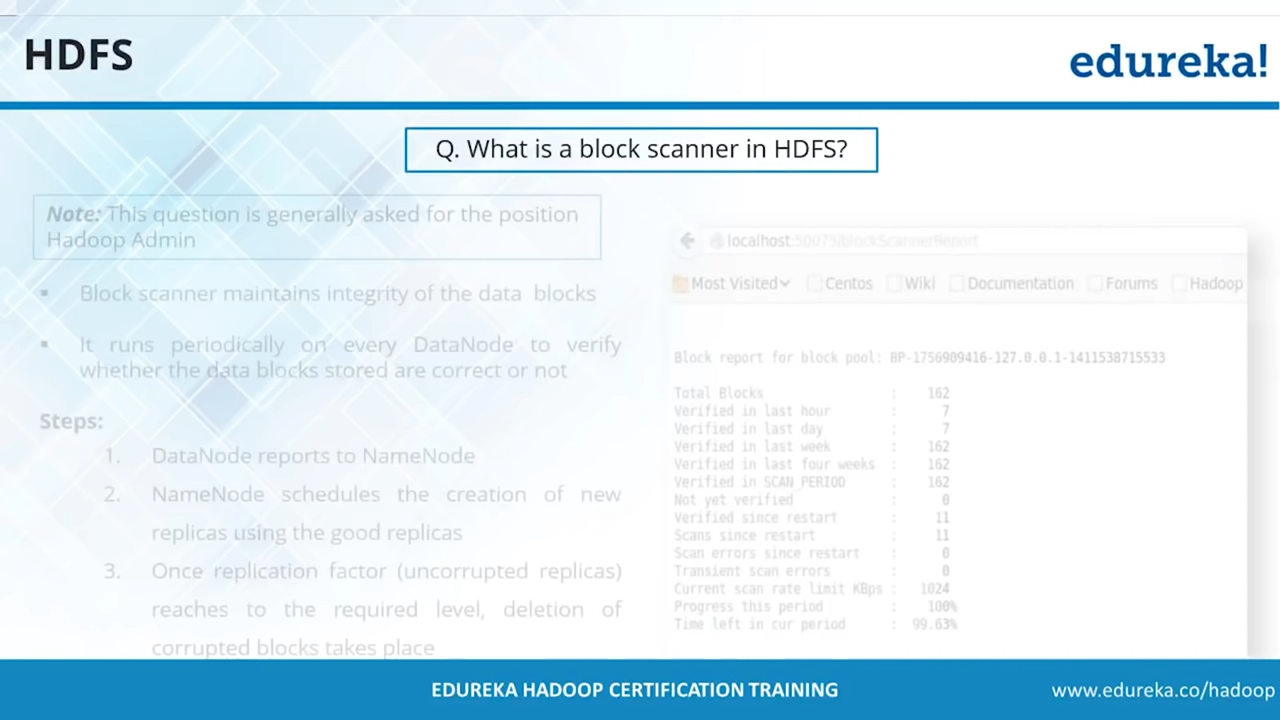 HDFS
edureka!
Q. What is a block scanner in HDFS?
Note: This question is generally asked for the position
Hadoop Admin
▪ Block scanner maintains integrity of the data blocks
▪ It runs periodically on every DataNode to verify
whether the data blocks stored are correct or not
Steps:
1. DataNode reports to NameNode
2. NameNode schedules the creation of new
replicas using the good replicas
3. Once replication factor (uncorrupted replicas)
reaches to the required level, deletion of
corrupted blocks takes place
localhost:50075/blockScannerReport
Most Visited Centos Wiki Documentation Forums Hadoop
Block report for block pool: BP-1756909416-127.0.0.1-1411538715533
Total Blocks : 162
Verified in last hour : 7
Verified in last day : 7
Verified in last week : 162
Verified in last four weeks : 162
Verified in SCAN_PERIOD : 162
Not yet verified : 0
Verified since restart : 11
Scans since restart : 11
Scan errors since restart : 0
Transient scan errors : 0
Current scan rate limit KBps : 1024
Progress this period : 100%
Time left in cur period : 99.63%
EDUREKA HADOOP CERTIFICATION TRAINING
www.edureka.co/hadoop